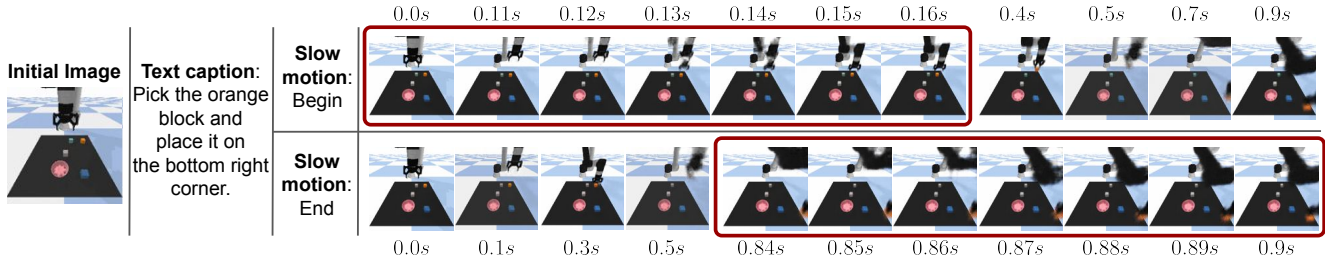 0.0s 0.11s 0.12s 0.13s 0.14s 0.15s 0.16s 0.4s 0.5s 0.7s 0.9s
Initial Image
Text caption:
Pick the orange
block and
place it on
the bottom right
corner.
Slow
motion:
Begin
Slow
motion:
End
0.0s 0.1s 0.3s 0.5s 0.84s 0.85s 0.86s 0.87s 0.88s 0.89s 0.9s